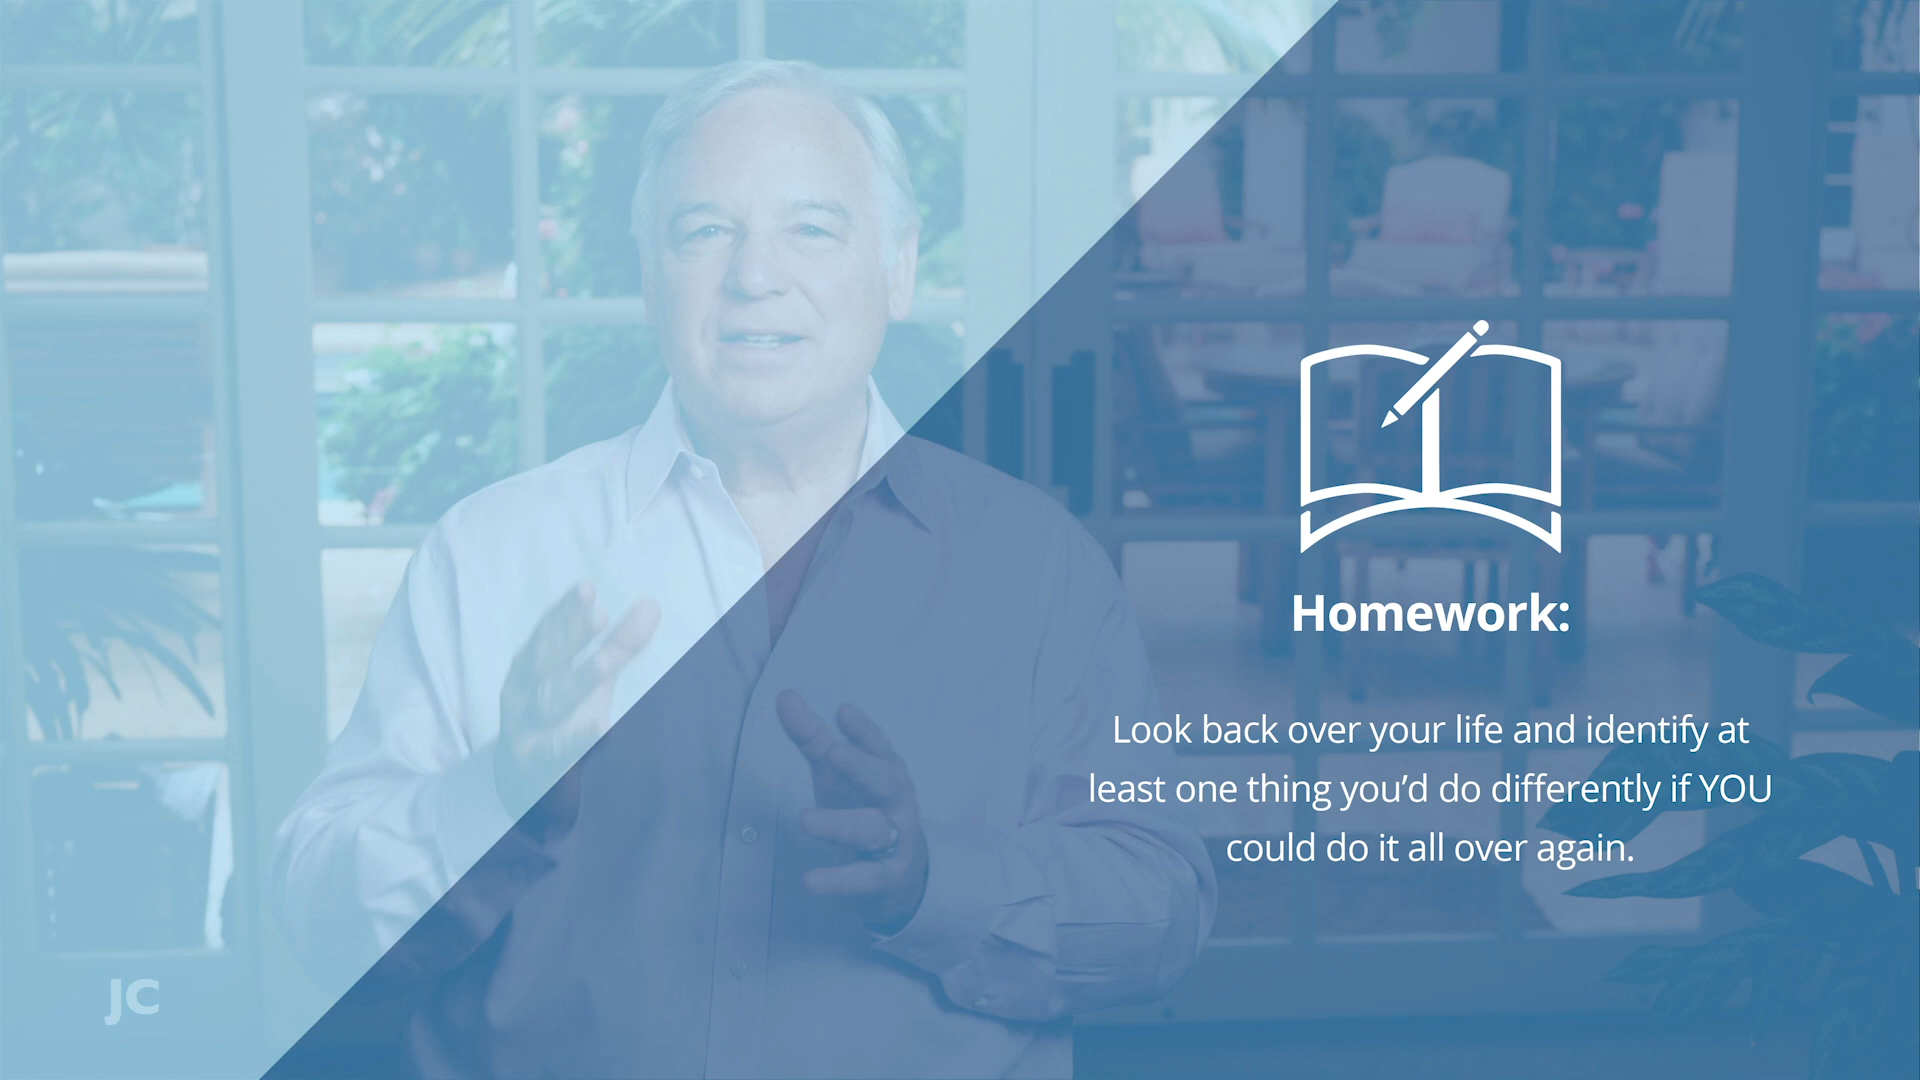 Homework:
Look back over your life and identify at
least one thing you’d do differently if YOU
could do it all over again.
JC